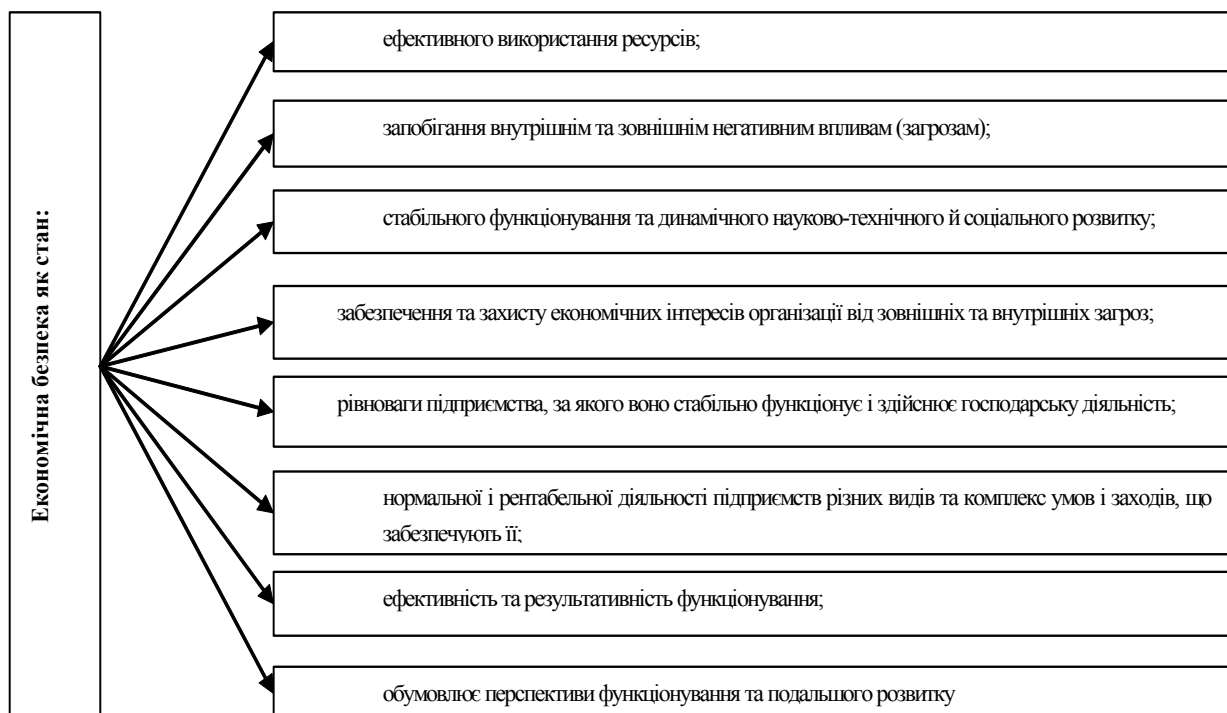 Економічна безпека як стан:
ефективного використання ресурсів;
запобігання внутрішнім та зовнішнім негативним впливам (загрозам);
стабільного функціонування та динамічного науково-технічного й соціального розвитку;
забезпечення та захисту економічних інтересів організації від зовнішніх та внутрішніх загроз;
рівноваги підприємства, за якого воно стабільно функціонує і здійснює господарську діяльність;
нормальної і рентабельної діяльності підприємств різних видів та комплекс умов і заходів, що
забезпечують її;
ефективність та результативність функціонування;
обумовлює перспективи функціонування та подальшого розвитку